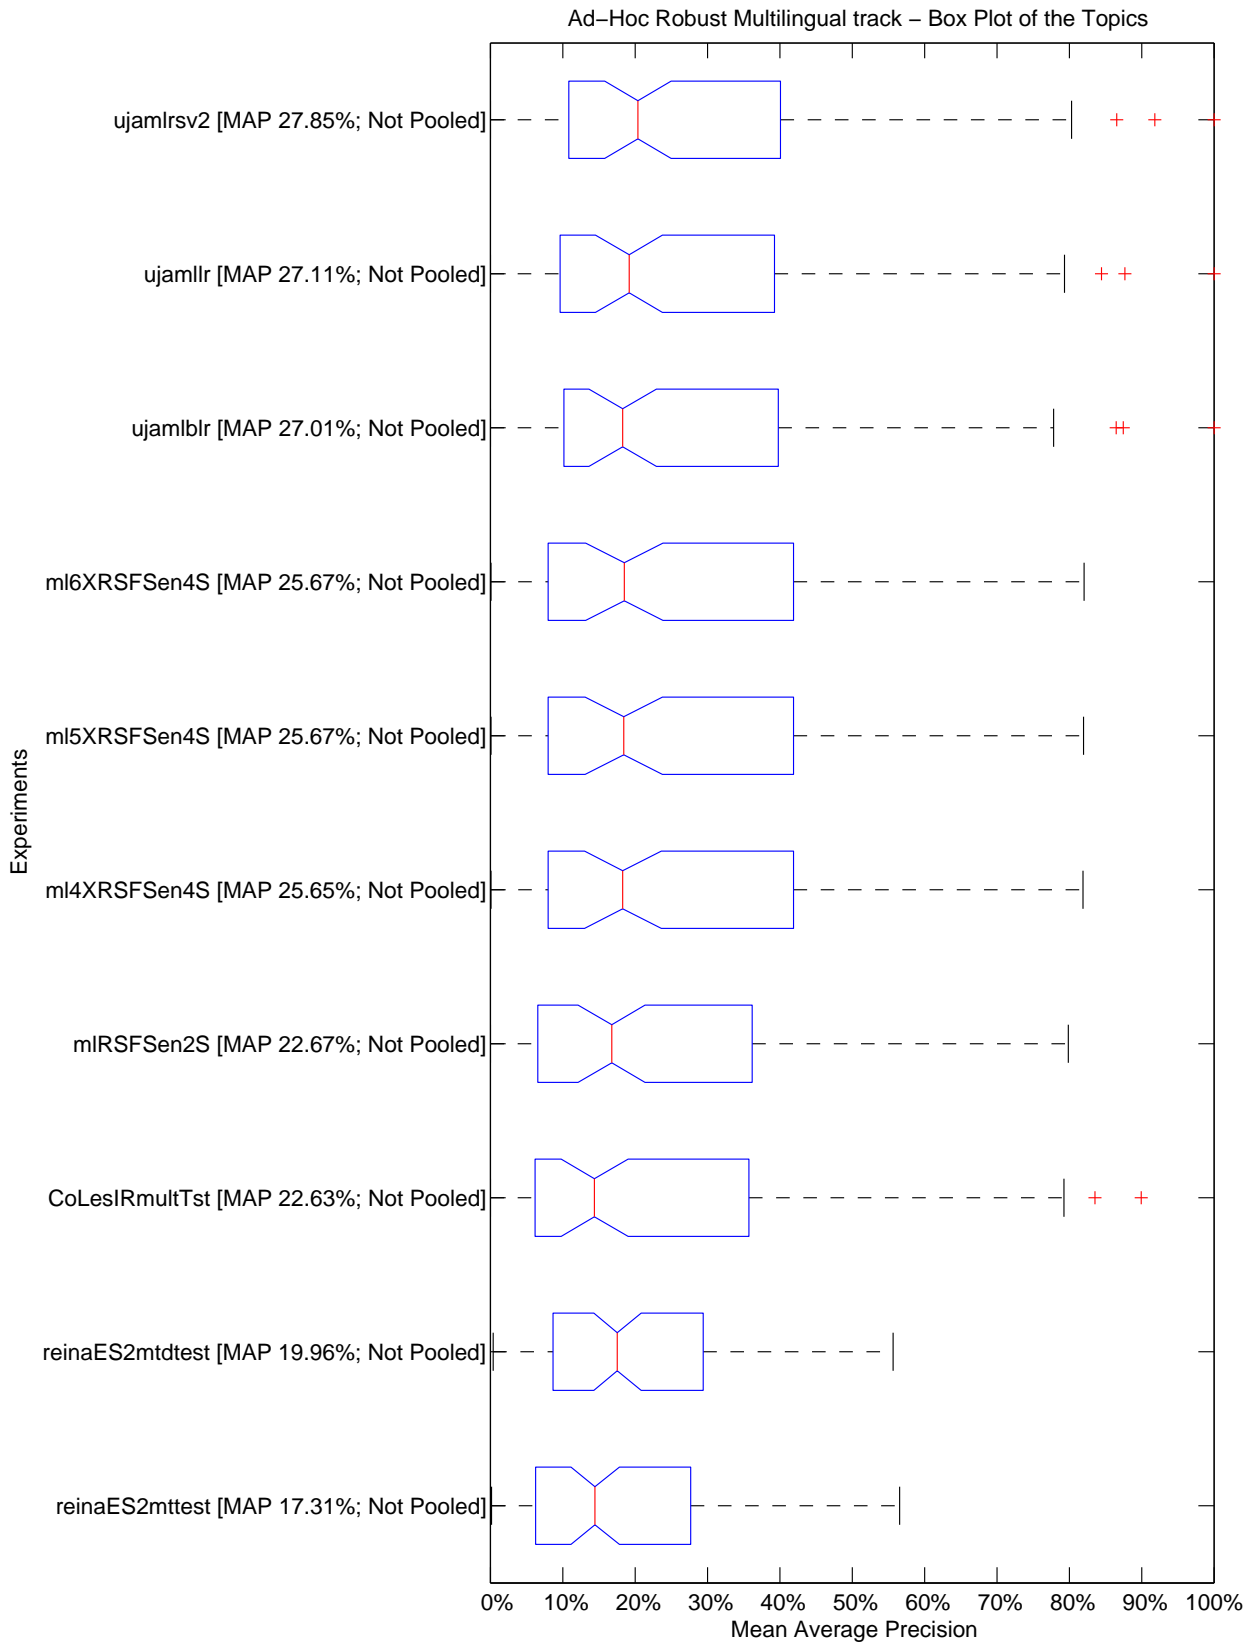 Ad−Hoc Robust Multilingual track − Box Plot of the Topics
ujamlrsv2 [MAP 27.85%; Not Pooled]
ujamllr [MAP 27.11%; Not Pooled]
ujamlblr [MAP 27.01%; Not Pooled]
ml6XRSFSen4S [MAP 25.67%; Not Pooled]
ml5XRSFSen4S [MAP 25.67%; Not Pooled]
ml4XRSFSen4S [MAP 25.65%; Not Pooled]
mlRSFSen2S [MAP 22.67%; Not Pooled]
CoLesIRmultTst [MAP 22.63%; Not Pooled]
reinaES2mtdtest [MAP 19.96%; Not Pooled]
reinaES2mttest [MAP 17.31%; Not Pooled]
Experiments
0% 10% 20% 30% 40% 50% 60% 70% 80% 90% 100%
Mean Average Precision